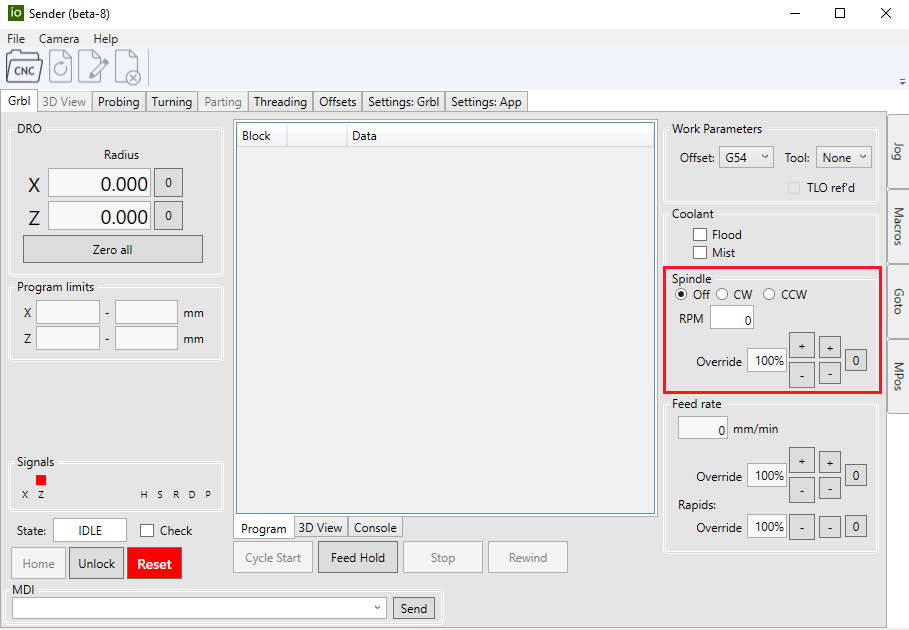 io Sender (beta-8)
File Camera Help
CNC
Grbl 3D View Probing Turning Parting Threading Offsets Settings: Grbl Settings: App
DRO
Radius
X 0.000 0
Z 0.000 0
Zero all
Program limits
X - mm
Z - mm
Signals
X Z H S R D P
State: IDLE Check
Home Unlock Reset
MDI
Send
Block Data
Program 3D View Console
Cycle Start Feed Hold Stop Rewind
Work Parameters
Offset: G54 Tool: None
TLO ref'd
Coolant
Flood
Mist
Spindle
Off CW CCW
RPM 0
Override 100% + + 0
- -
Feed rate
0 mm/min
Override 100% + + 0
- -
Rapids:
Override 100% - - 0
Jog
Macros
Goto
MPos